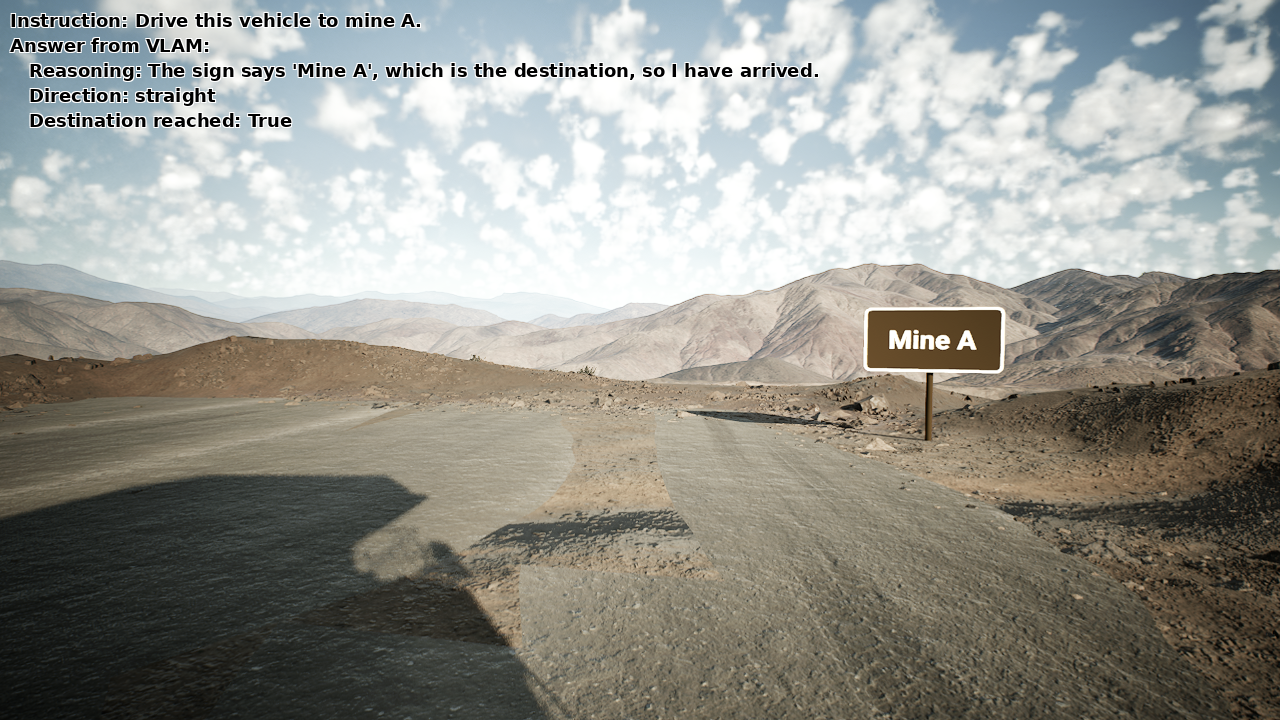 Instruction: Drive this vehicle to mine A.
Answer from VLAM:
Reasoning: The sign says 'Mine A', which is the destination, so I have arrived.
Direction: straight
Destination reached: True
Mine A